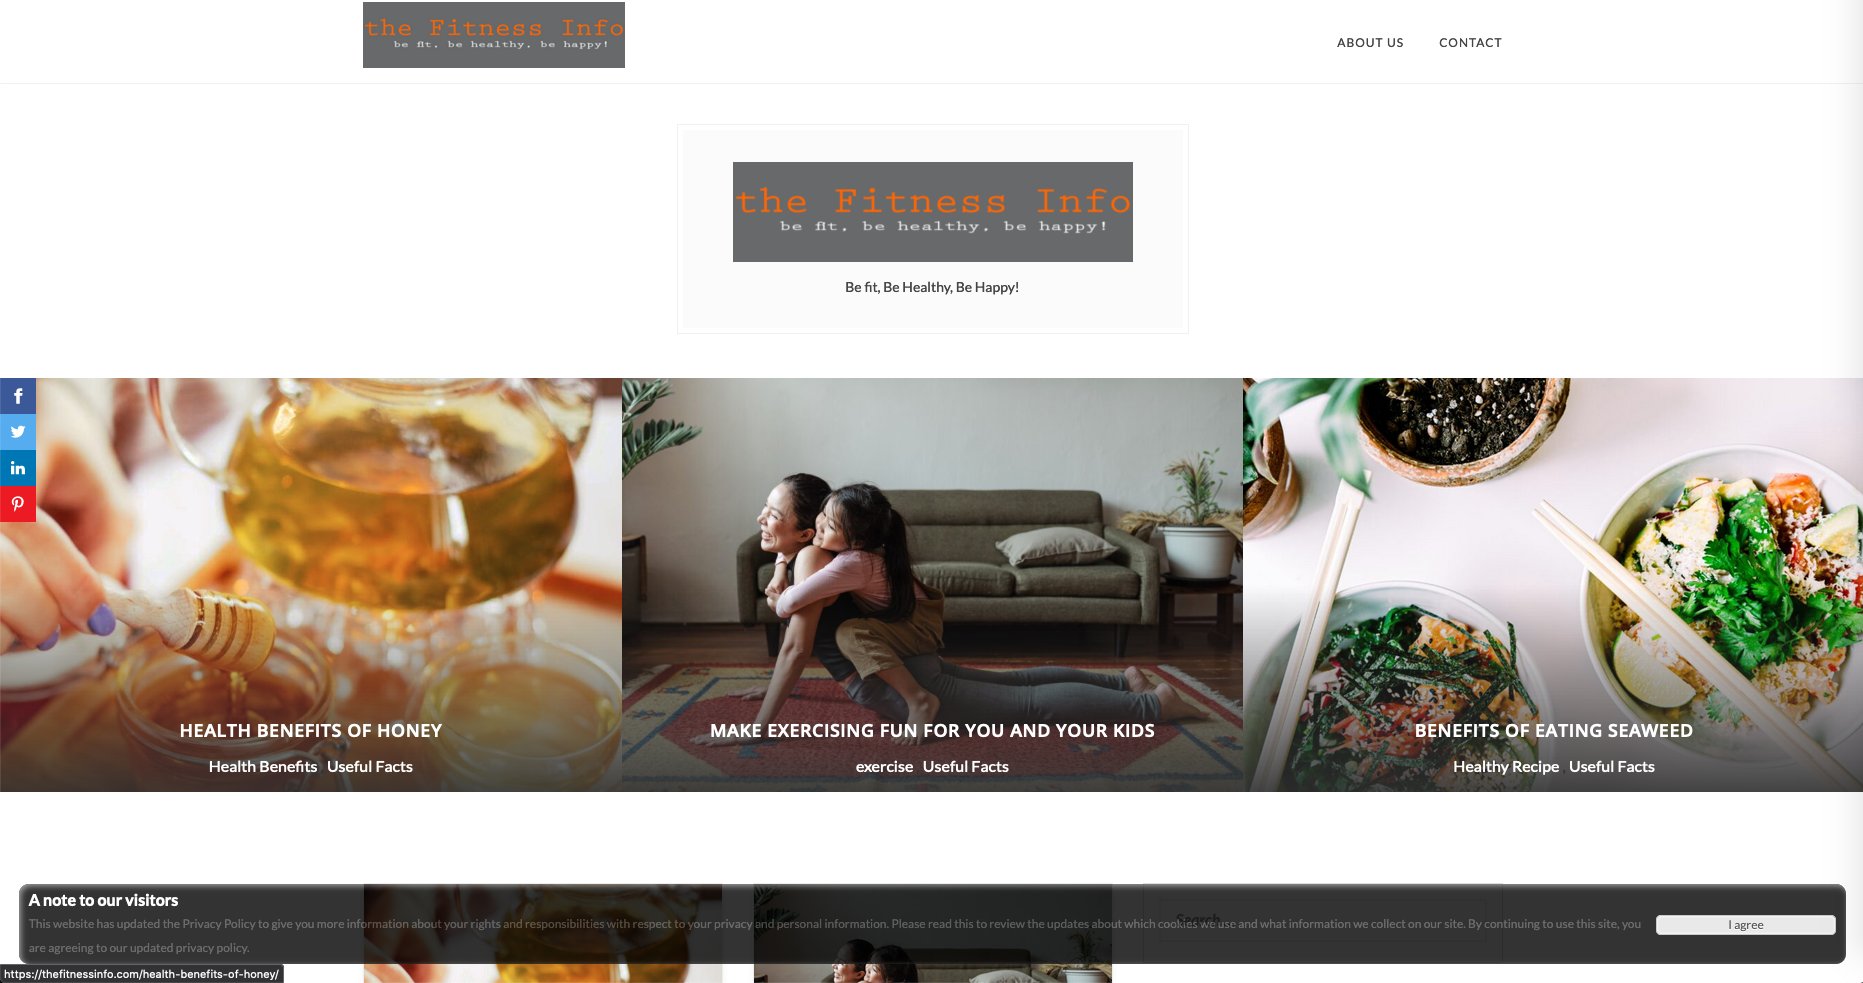 the Fitness Info
be fit, be healthy, be happy!
ABOUT US
CONTACT
the Fitness Info
be fit, be healthy, be happy!
Be fit, Be Healthy, Be Happy!
HEALTH BENEFITS OF HONEY
Health Benefits Useful Facts
MAKE EXERCISING FUN FOR YOU AND YOUR KIDS
exercise Useful Facts
BENEFITS OF EATING SEAWEED
Healthy Recipe Useful Facts
A note to our visitors
This website has updated the Privacy Policy to give you more information about your rights and responsibilities with respect to your privacy and personal information. Please read this to review the updates about which cookies we use and what information we collect on our site. By continuing to use this site, you
are agreeing to our updated privacy policy.
I agree
Search
https://thefitnessinfo.com/health-benefits-of-honey/